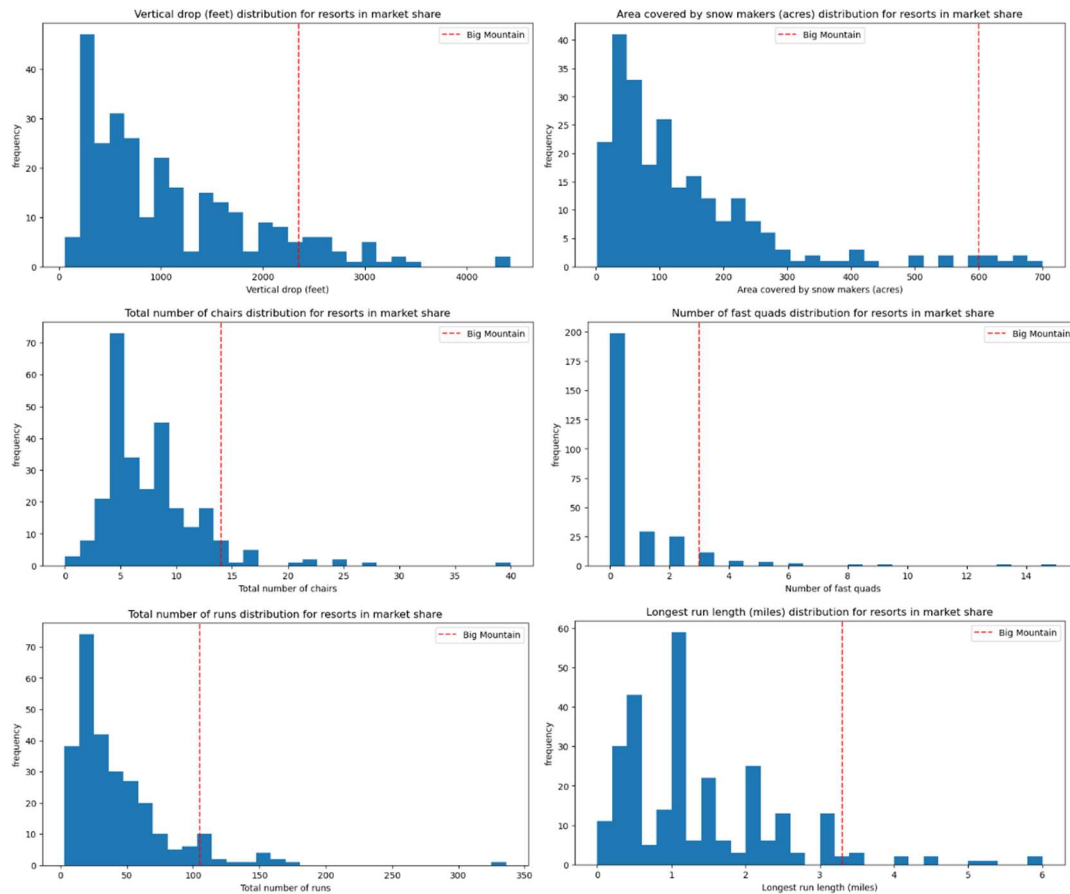 Vertical drop (feet) distribution for resorts in market share
Big Mountain
frequency
40
30
20
10
0
0 1000 2000 3000 4000
Vertical drop (feet)
Area covered by snow makers (acres) distribution for resorts in market share
Big Mountain
frequency
40
35
30
25
20
15
10
5
0
0 100 200 300 400 500 600 700
Area covered by snow makers (acres)
Total number of chairs distribution for resorts in market share
Big Mountain
frequency
70
60
50
40
30
20
10
0
0 5 10 15 20 25 30 35 40
Total number of chairs
Number of fast quads distribution for resorts in market share
Big Mountain
frequency
200
175
150
125
100
75
50
25
0
0 2 4 6 8 10 12 14
Number of fast quads
Total number of runs distribution for resorts in market share
Big Mountain
frequency
70
60
50
40
30
20
10
0
0 50 100 150 200 250 300 350
Total number of runs
Longest run length (miles) distribution for resorts in market share
Big Mountain
frequency
60
50
40
30
20
10
0
0 1 2 3 4 5 6
Longest run length (miles)